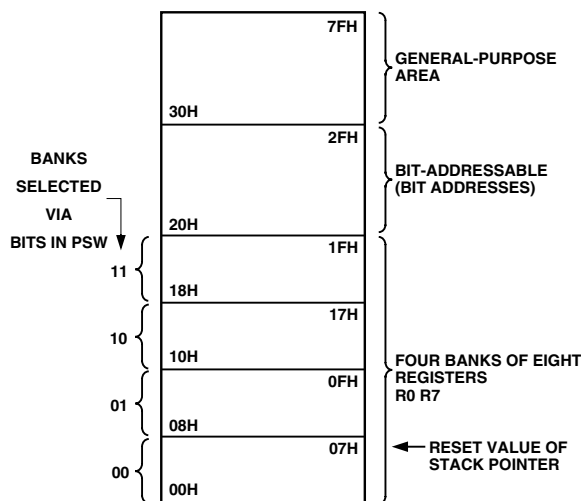 7FH
GENERAL-PURPOSE
AREA
30H
2FH
BANKS
SELECTED
VIA
BITS IN PSW
BIT-ADDRESSABLE
(BIT ADDRESSES)
20H
1FH
11
18H
17H
10
10H
FOUR BANKS OF EIGHT
REGISTERS
R0 R7
0FH
01
08H
07H
RESET VALUE OF
STACK POINTER
00
00H